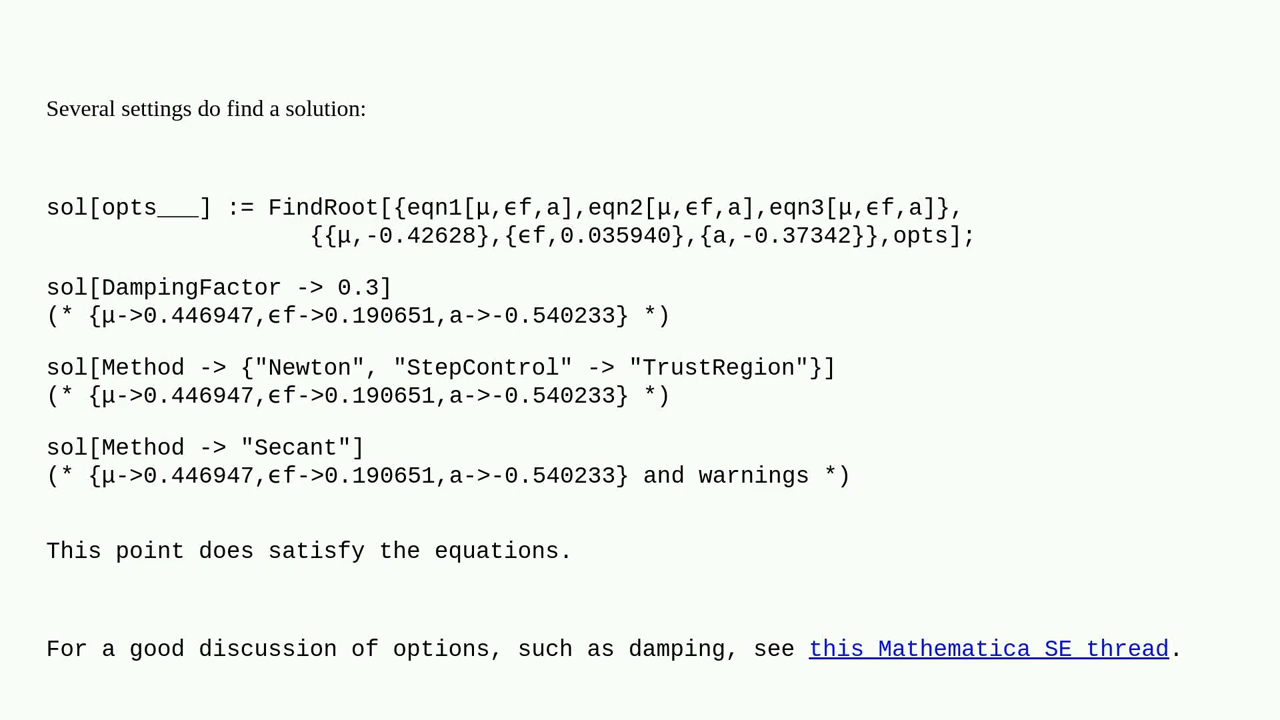 Several settings do find a solution:
sol[opts___] := FindRoot[{eqn1[μ,ϵf,a],eqn2[μ,ϵf,a],eqn3[μ,ϵf,a]},
{{μ,-0.42628},{ϵf,0.035940},{a,-0.37342}},opts];
sol[DampingFactor -> 0.3]
(* {μ->0.446947,ϵf->0.190651,a->-0.540233} *)
sol[Method -> {"Newton", "StepControl" -> "TrustRegion"}]
(* {μ->0.446947,ϵf->0.190651,a->-0.540233} *)
sol[Method -> "Secant"]
(* {μ->0.446947,ϵf->0.190651,a->-0.540233} and warnings *)
This point does satisfy the equations.
For a good discussion of options, such as damping, see this Mathematica SE thread.